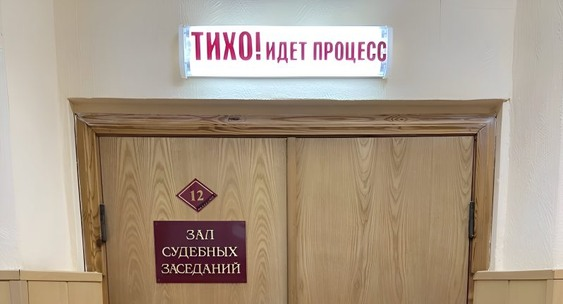 ТИХО! ИДЕТ ПРОЦЕСС
12
ЗАЛ
СУДЕБНЫХ
ЗАСЕДАНИЙ